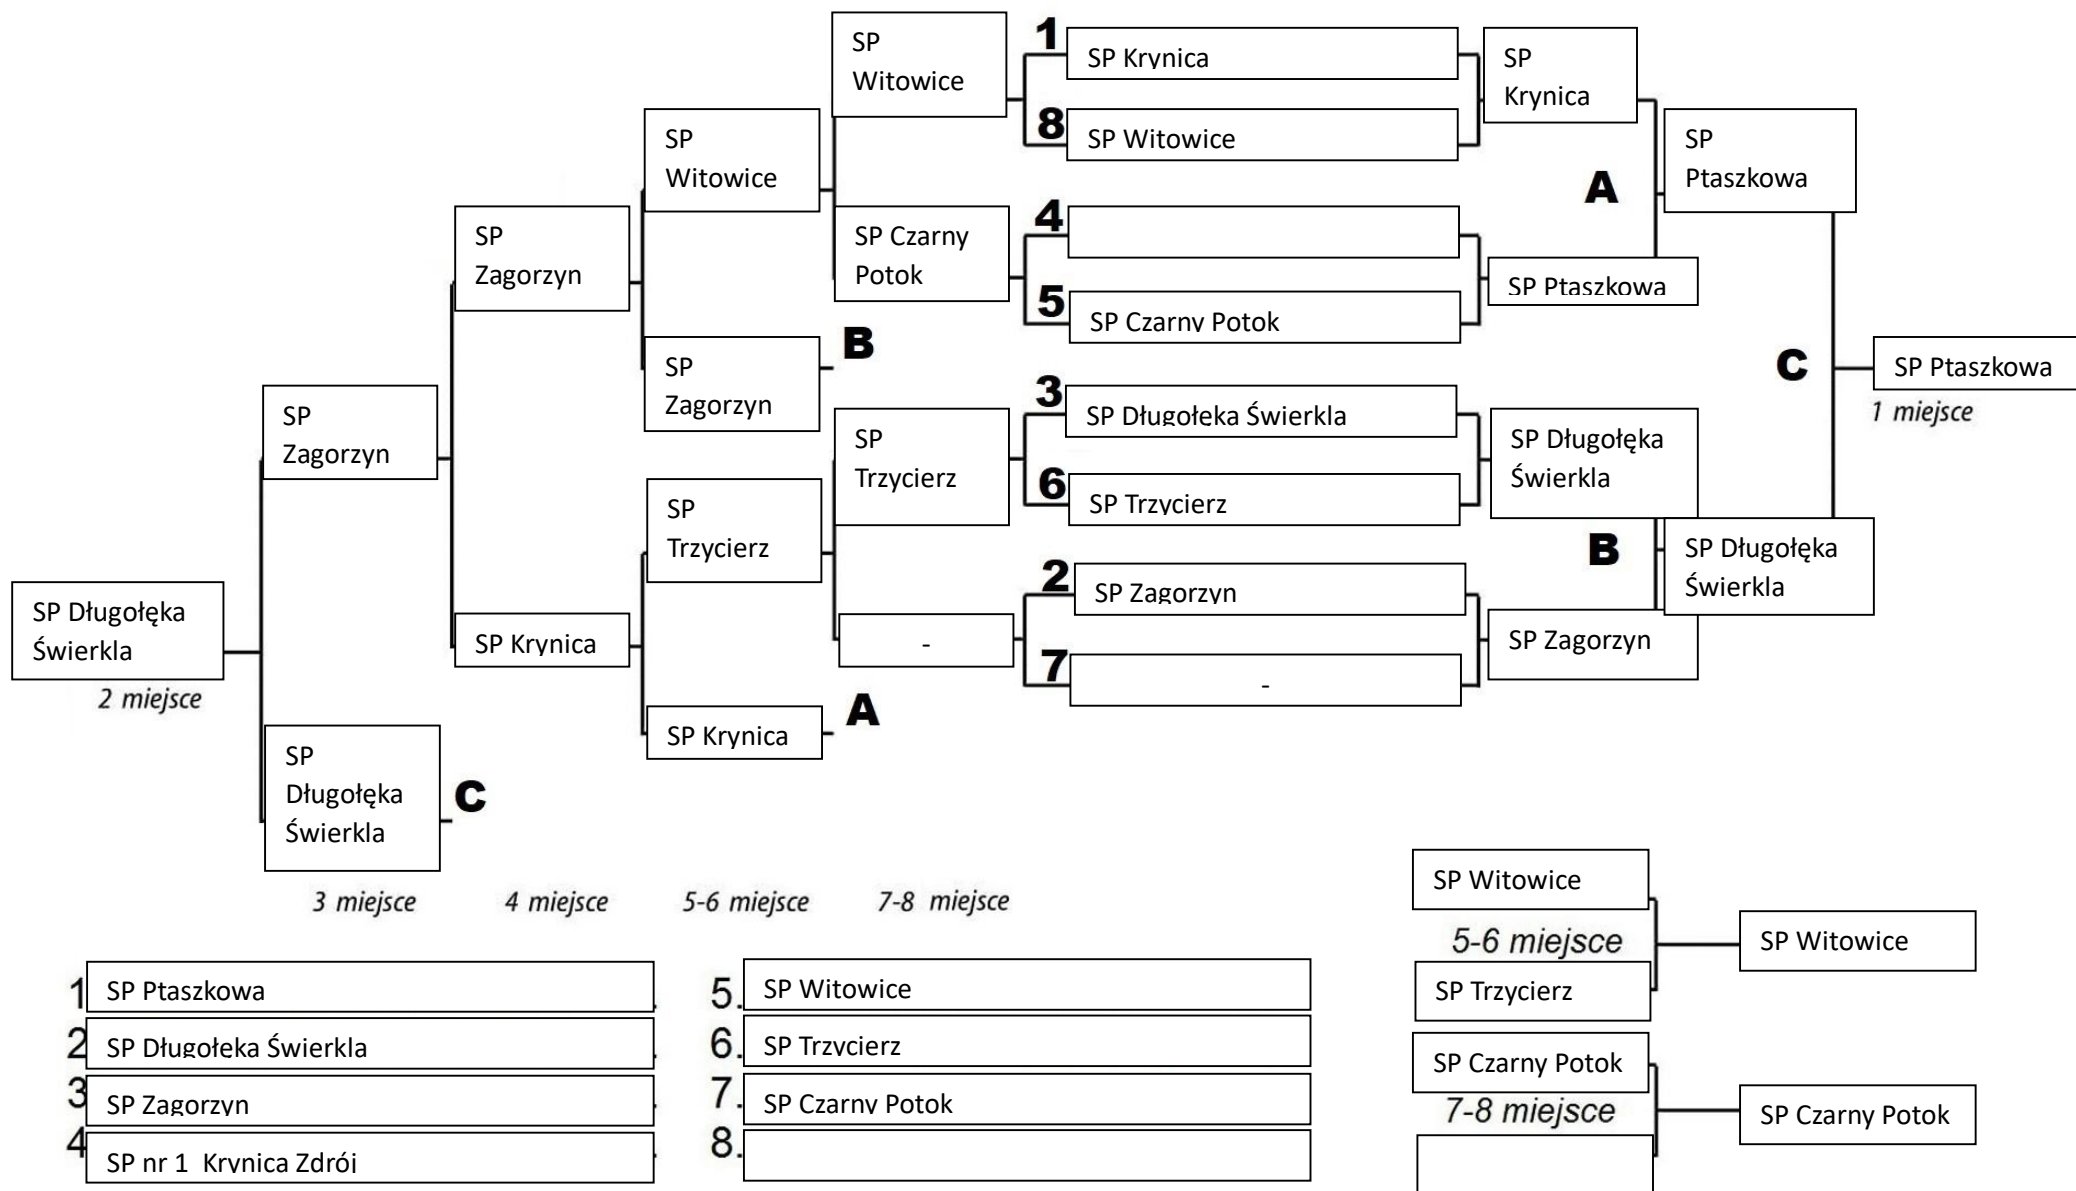 SP
Witowice
1
SP Krynica
SP
Krynica
8
SP Witowice
SP
Witowice
SP
Ptaszkowa
A
SP
Zagorzyn
SP Czarny
Potok
4
5
SP Czarny Potok
SP Ptaszkowa
SP
Zagorzyn
B
C
SP Ptaszkowa
1 miejsce
SP
Zagorzyn
SP
Trzycierz
3
SP Długołęka Świerkla
6
SP Trzycierz
SP Długołęka
Świerkla
SP
Trzycierz
B
SP Długołęka
Świerkla
SP Długołęka
Świerkla
2 miejsce
SP Krynica
-
2
SP Zagorzyn
7
-
SP Zagorzyn
SP Krynica
A
SP
Długołęka
Świerkla
C
3 miejsce
4 miejsce
5-6 miejsce
7-8 miejsce
SP Witowice
5-6 miejsce
SP Trzycierz
SP Witowice
SP Czarny Potok
7-8 miejsce
SP Czarny Potok
1 SP Ptaszkowa
2 SP Długołęka Świerkla
3 SP Zagorzyn
4 SP nr 1 Krynica Zdrój
5. SP Witowice
6. SP Trzycierz
7. SP Czarny Potok
8.